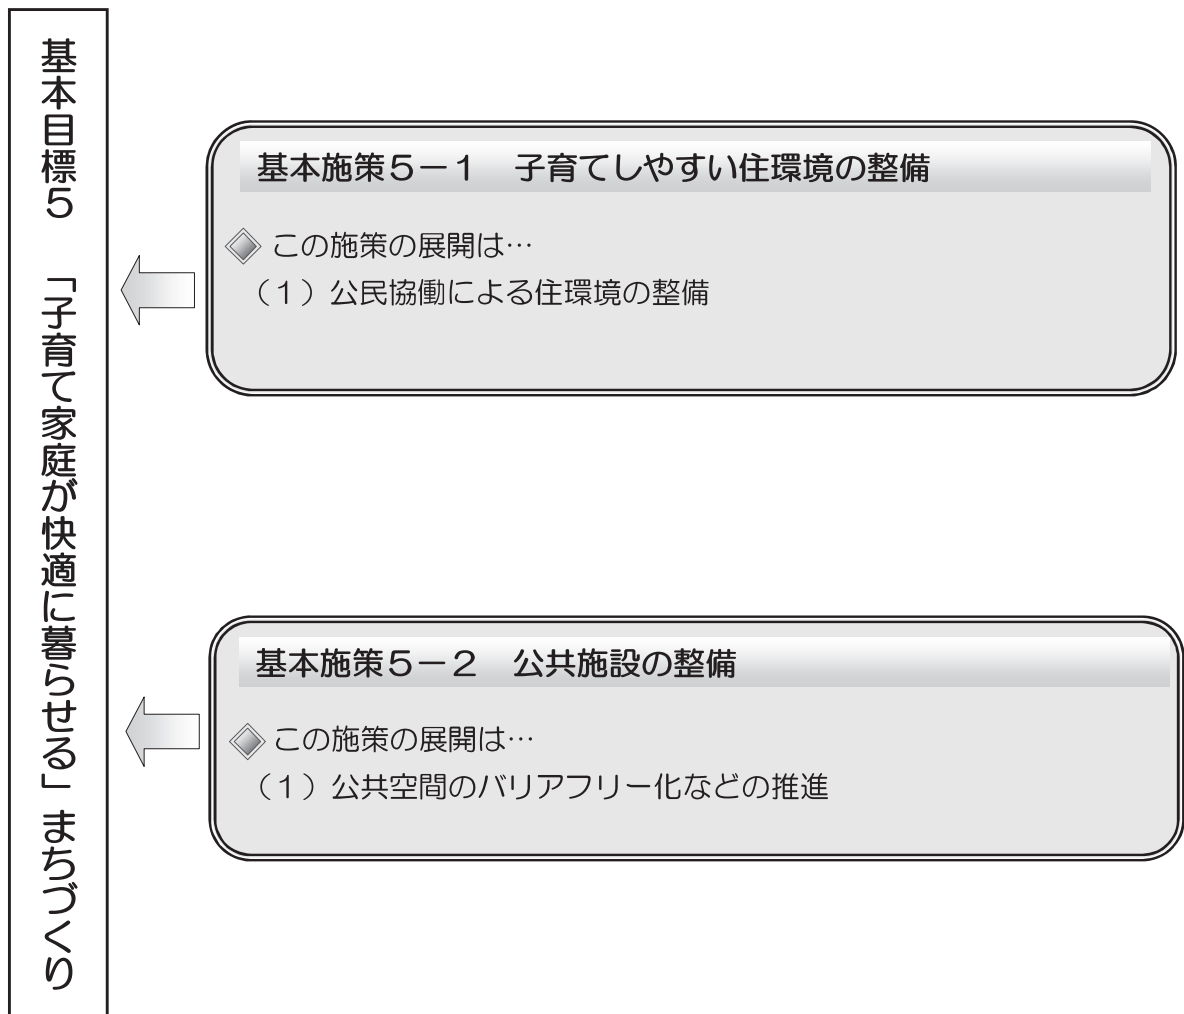 基本目標５　「子育て家庭が快適に暮らせる」まちづくり
基本施策５－１　子育てしやすい住環境の整備
この施策の展開は…
（１）公民協働による住環境の整備
基本施策５－２　公共施設の整備
この施策の展開は…
（１）公共空間のバリアフリー化などの推進